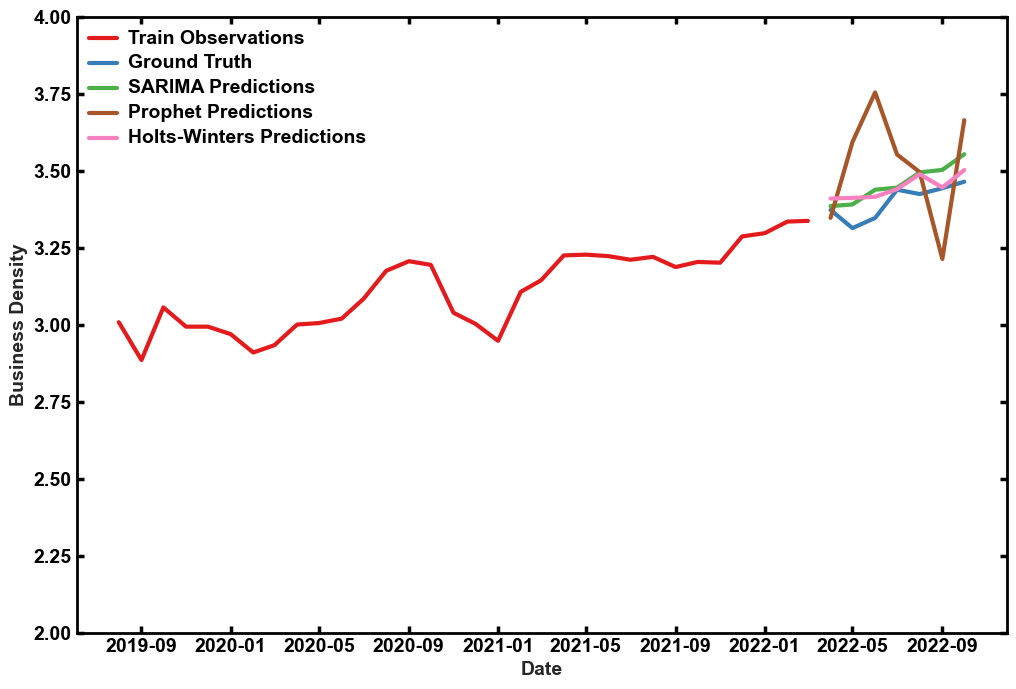 4.00
3.75
3.50
3.25
3.00
2.75
2.50
2.25
2.00
Business Density
Train Observations
Ground Truth
SARIMA Predictions
Prophet Predictions
Holts-Winters Predictions
2019-09 2020-01 2020-05 2020-09 2021-01 2021-05 2021-09 2022-01 2022-05 2022-09
Date